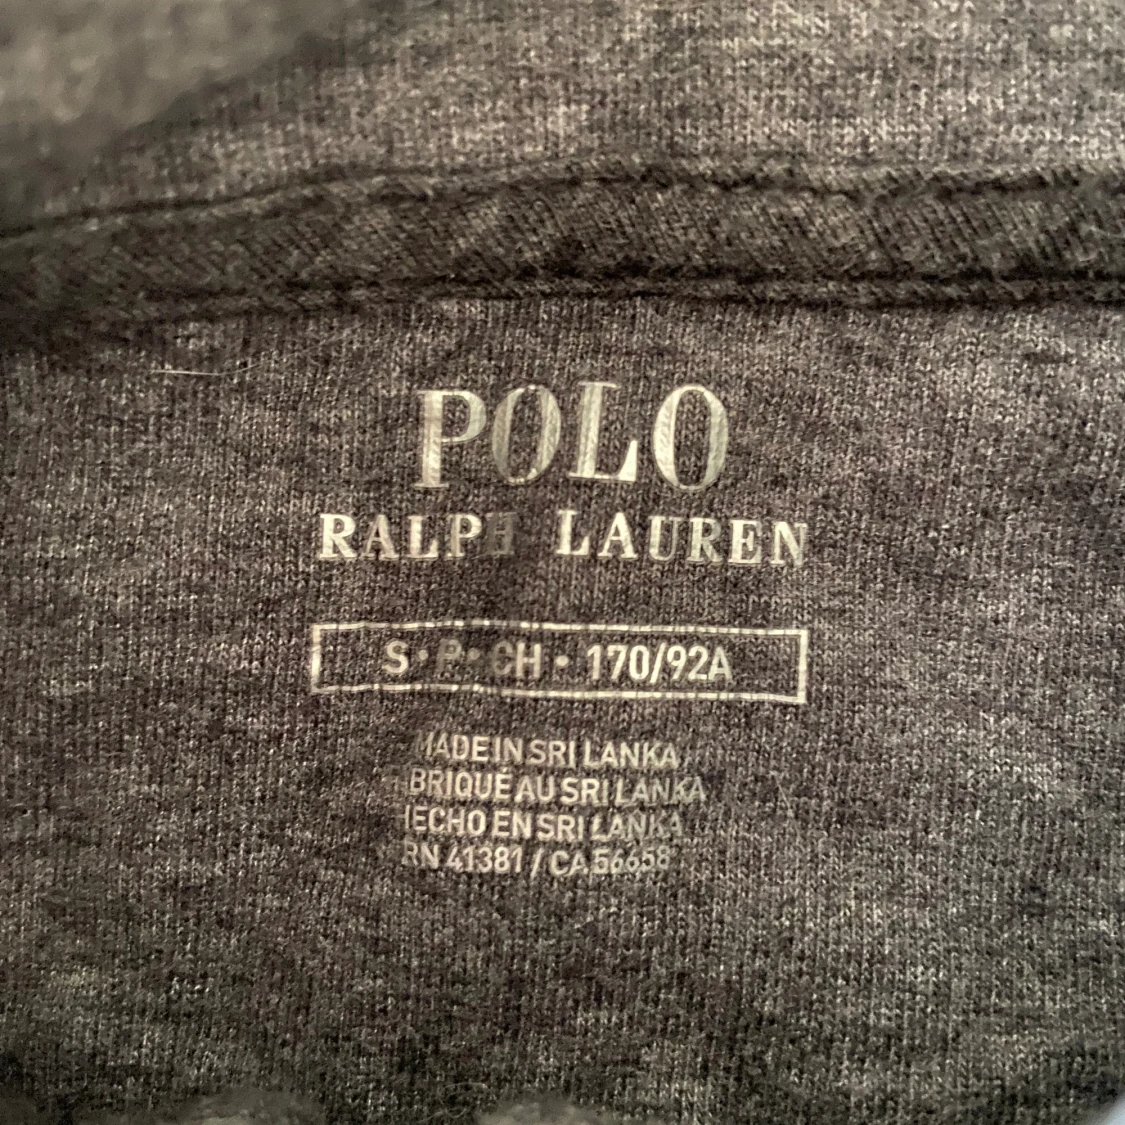 POLO
RALPH LAUREN
S • P • CH • 170/92A
MADE IN SRI LANKA
BRIQUÉ AU SRI LANKA
HECHO EN SRI LANKA
RN 41381 / CA 56658